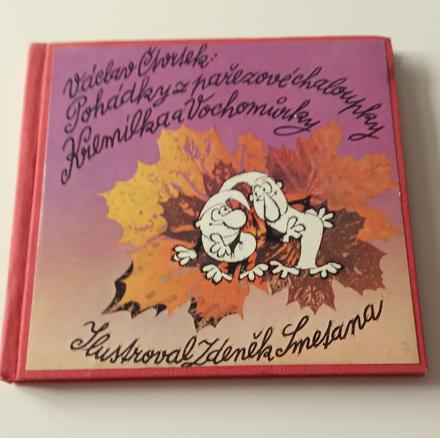 Václav Čtvrtek:
Pohádky z pařezové chaloupky
Křemílka a Vochomůrky
Ilustroval Zdeněk Smetana